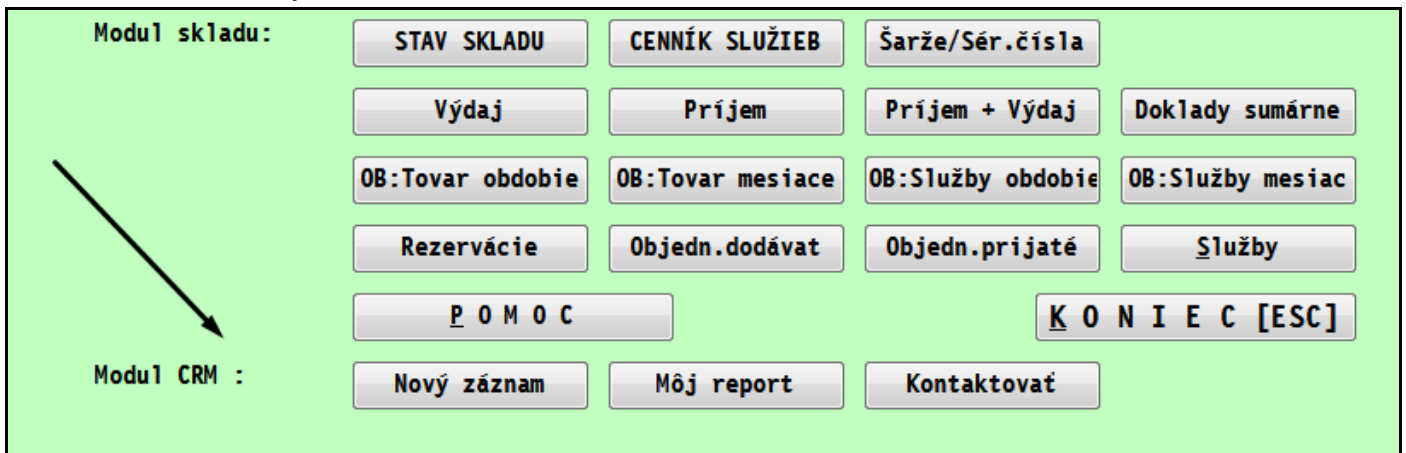 Modul skladu: STAV SKLADU CENNÍK SLUŽIEB Šarže/Sér.čísla
Výdaj Príjem Príjem + Výdaj Doklady sumárne
OB:Tovar obdobie OB:Tovar mesiace OB:Služby obdobie OB:Služby mesiac
Rezervácie Objedn.dodávat Objedn.prijaté Služby
P O M O C K O N I E C [ESC]
Modul CRM : Nový záznam Môj report Kontaktovať